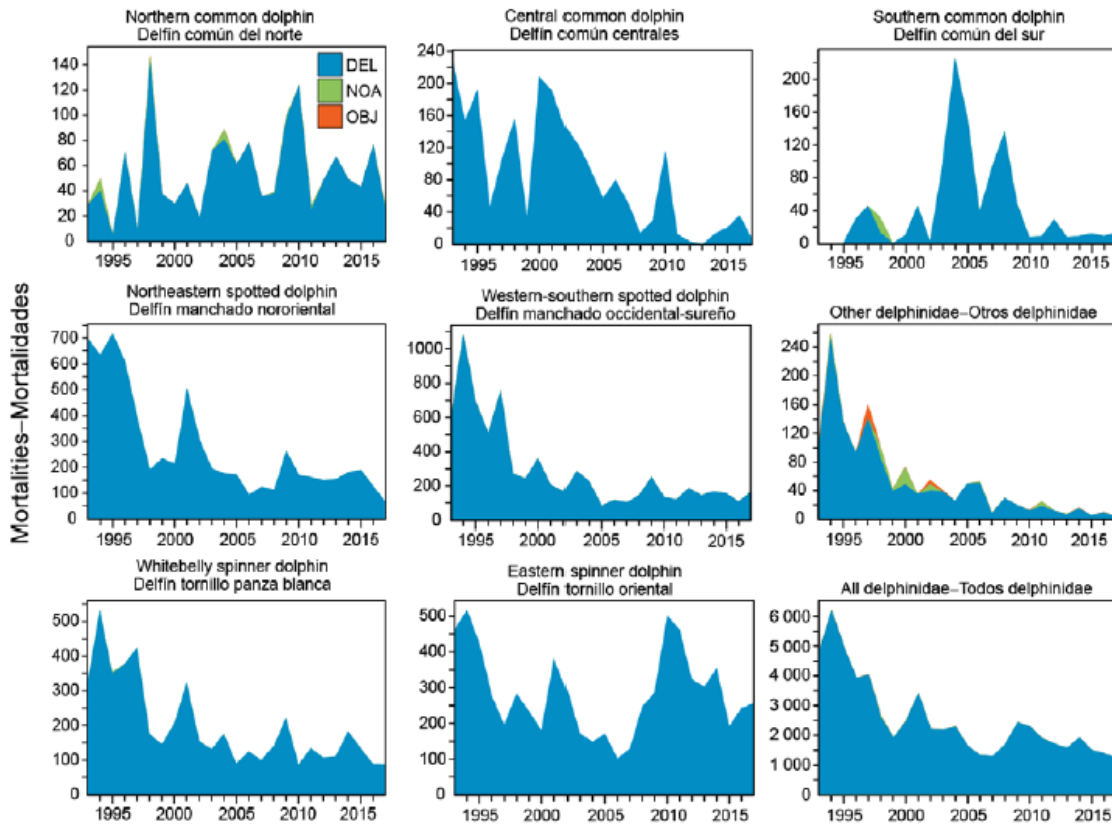 Northern common dolphin
Delfín común del norte
140
120
100
80
60
40
20
0
DEL
NOA
OBJ
1995 2000 2005 2010 2015
Central common dolphin
Delfín común centrales
240
200
160
120
80
40
0
1995 2000 2005 2010 2015
Southern common dolphin
Delfín común del sur
200
160
120
80
40
0
1995 2000 2005 2010 2015
Mortalities–Mortalidades
Northeastern spotted dolphin
Delfín manchado nororiental
700
600
500
400
300
200
100
0
1995 2000 2005 2010 2015
Western-southern spotted dolphin
Delfín manchado occidental-sureño
1000
800
600
400
200
0
1995 2000 2005 2010 2015
Other delphinidae–Otros delphinidae
240
200
160
120
80
40
0
1995 2000 2005 2010 2015
Whitebelly spinner dolphin
Delfín tornillo panza blanca
500
400
300
200
100
0
1995 2000 2005 2010 2015
Eastern spinner dolphin
Delfín tornillo oriental
500
400
300
200
100
0
1995 2000 2005 2010 2015
All delphinidae–Todos delphinidae
6 000
5 000
4 000
3 000
2 000
1 000
0
1995 2000 2005 2010 2015